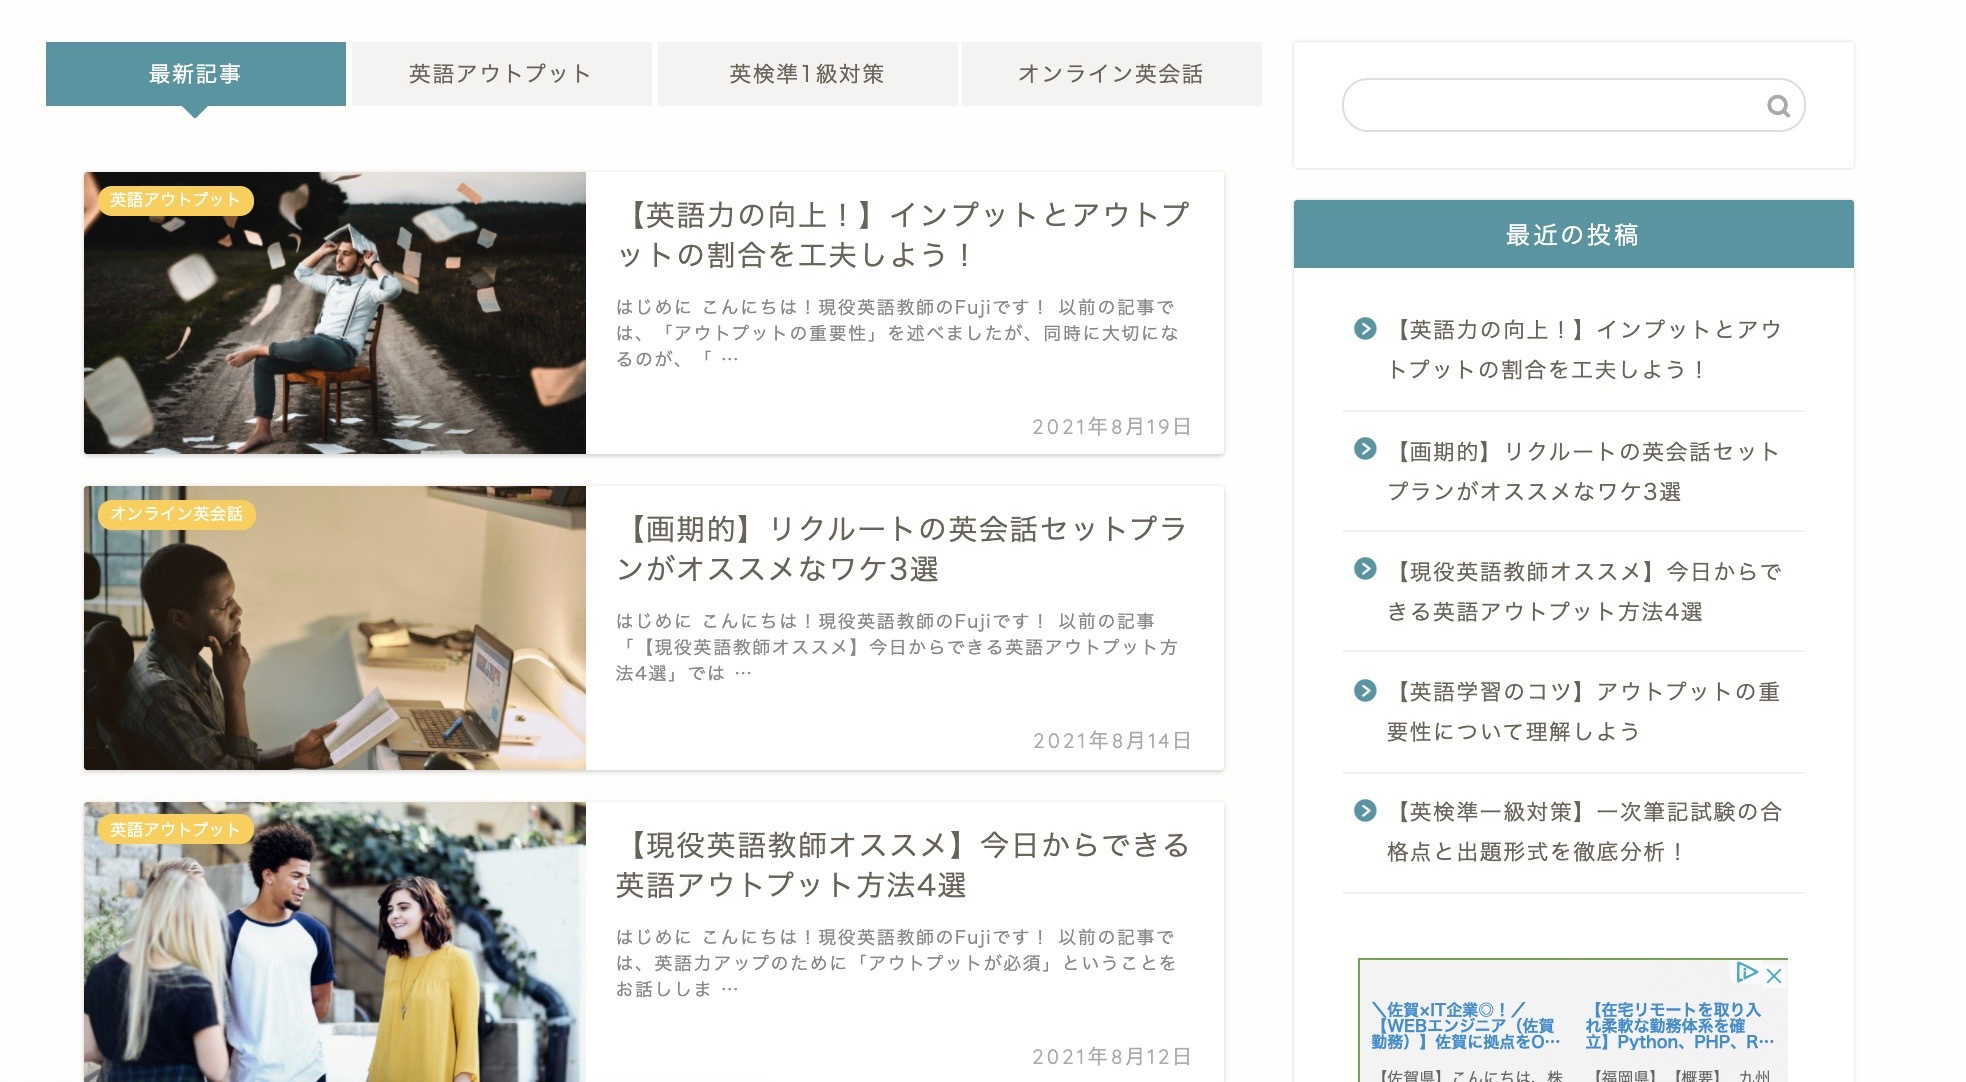 最新記事
英語アウトプット
英検準1級対策
オンライン英会話
英語アウトプット
【英語力の向上！】インプットとアウトプ
ットの割合を工夫しよう！
はじめに こんにちは！現役英語教師のFujiです！ 以前の記事で
は、「アウトプットの重要性」を述べましたが、同時に大切にな
るのが、「 …
2021年8月19日
オンライン英会話
【画期的】リクルートの英会話セットプラ
ンがオススメなワケ3選
はじめに こんにちは！現役英語教師のFujiです！ 以前の記事
「【現役英語教師オススメ】今日からできる英語アウトプット方
法4選」では …
2021年8月14日
英語アウトプット
【現役英語教師オススメ】今日からできる
英語アウトプット方法4選
はじめに こんにちは！現役英語教師のFujiです！ 以前の記事で
は、英語力アップのために「アウトプットが必須」ということを
お話ししま …
2021年8月12日
最近の投稿
【英語力の向上！】インプットとアウ
トプットの割合を工夫しよう！
【画期的】リクルートの英会話セット
プランがオススメなワケ3選
【現役英語教師オススメ】今日からで
きる英語アウトプット方法4選
【英語学習のコツ】アウトプットの重
要性について理解しよう
【英検準一級対策】一次筆記試験の合
格点と出題形式を徹底分析！
＼佐賀×IT企業◎！／
【WEBエンジニア（佐賀
勤務）】佐賀に拠点をO…
【佐賀県】こんにちは、株
【在宅リモートを取り入
れ柔軟な勤務体系を確
立】Python、PHP、R…
【福岡県】【概要】 九州